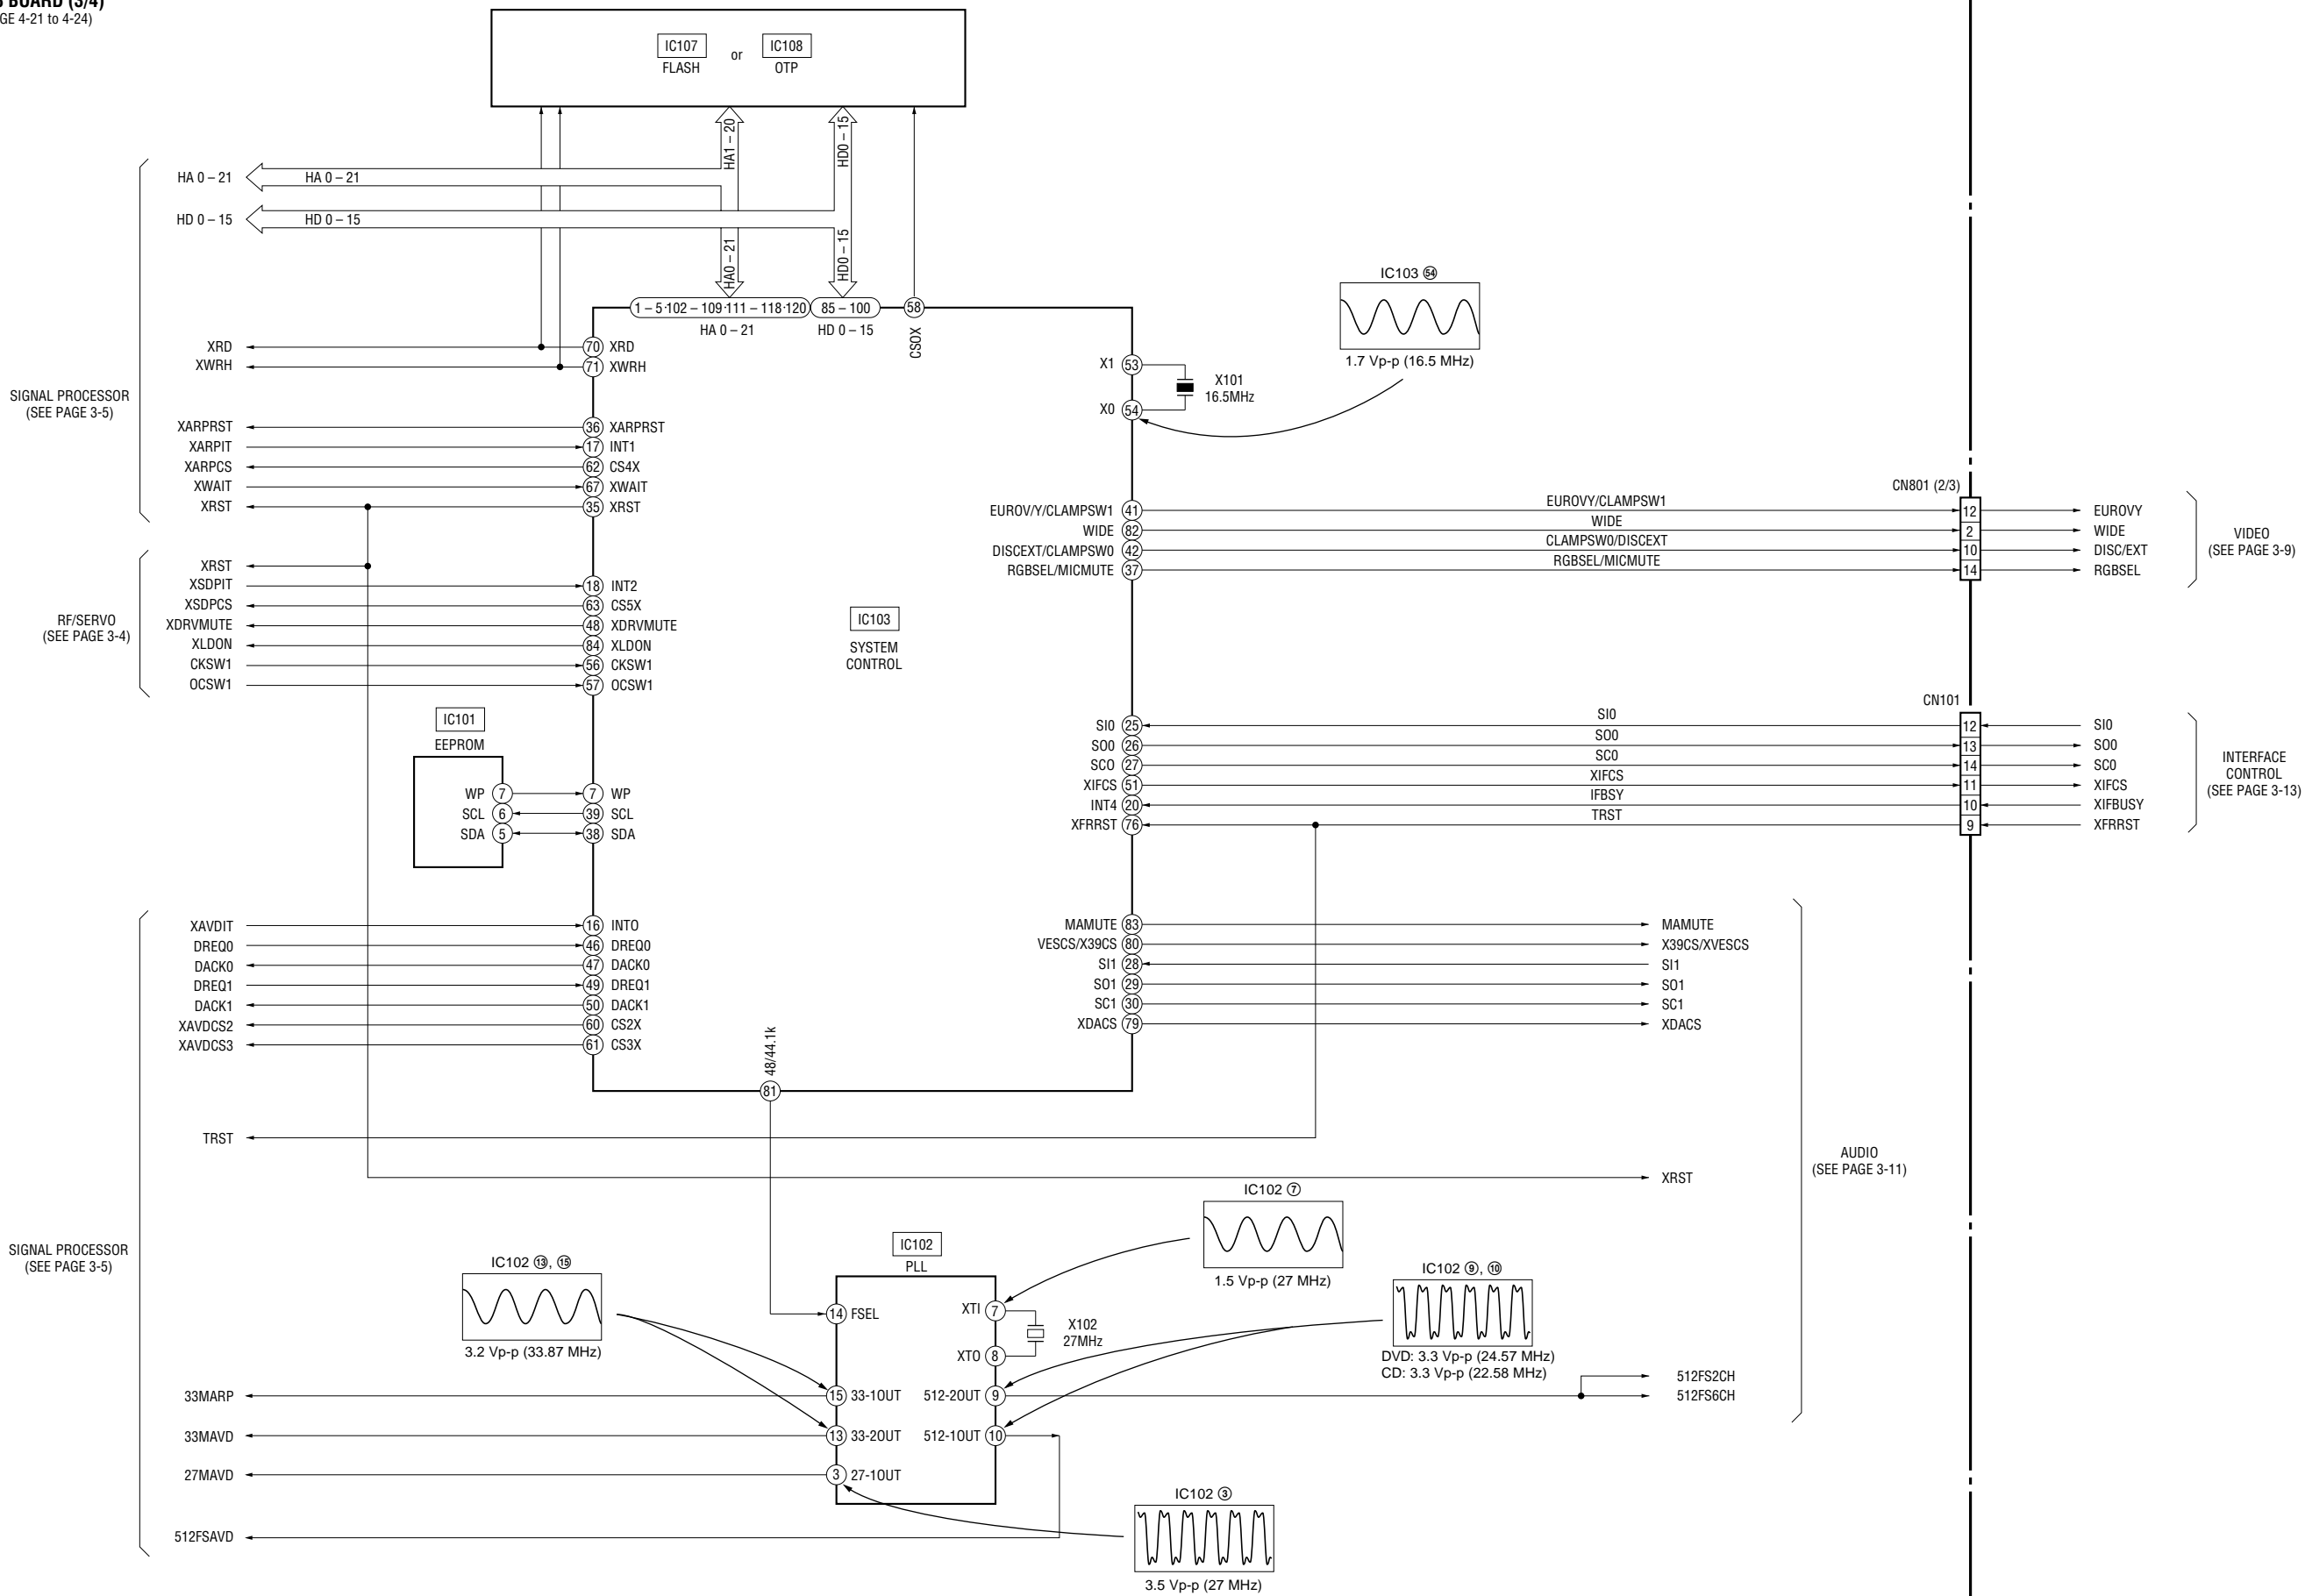 BOARD (3/4)
GE 4-21 to 4-24)
IC107
FLASH
or
IC108
OTP
HA1 – 20
HD0 – 15
HA 0 – 21
HA 0 – 21
HD 0 – 15
HD 0 – 15
HA0 – 21
HD0 – 15
1 – 5·102 – 109·111 – 118·120
85 – 100
58
HA 0 – 21
HD 0 – 15
CSOX
SIGNAL PROCESSOR
(SEE PAGE 3-5)
XRD
70 XRD
XWRH
71 XWRH
XARPRST
36 XARPRST
XARPIT
17 INT1
XARPCS
62 CS4X
XWAIT
67 XWAIT
XRST
35 XRST
RF/SERVO
(SEE PAGE 3-4)
XRST
XSDPIT
18 INT2
XSDPCS
63 CS5X
XDRVMUTE
48 XDRVMUTE
XLDON
84 XLDON
CKSW1
56 CKSW1
OCSW1
57 OCSW1
IC101
EEPROM
WP 7
7 WP
SCL 6
39 SCL
SDA 5
38 SDA
IC103
SYSTEM
CONTROL
IC103 54
1.7 Vp-p (16.5 MHz)
X1 53
X0 54
X101
16.5MHz
EUROV/Y/CLAMPSW1 41
EUROVY/CLAMPSW1
WIDE 82
WIDE
DISCEXT/CLAMPSW0 42
CLAMPSW0/DISCEXT
RGBSEL/MICMUTE 37
RGBSEL/MICMUTE
CN801 (2/3)
12 EUROVY
2 WIDE
10 DISC/EXT
14 RGBSEL
VIDEO
(SEE PAGE 3-9)
SI0 25
SI0
SO0 26
SO0
SCO 27
SC0
XIFCS 51
XIFCS
INT4 20
IFBSY
XFRRST 76
TRST
CN101
12 SI0
13 SO0
14 SC0
11 XIFCS
10 XIFBUSY
9 XFRRST
INTERFACE
CONTROL
(SEE PAGE 3-13)
XAVDIT
16 INTO
DREQ0
46 DREQ0
DACK0
47 DACK0
DREQ1
49 DREQ1
DACK1
50 DACK1
XAVDCS2
60 CS2X
XAVDCS3
61 CS3X
48/44.1k
81
MAMUTE 83
MAMUTE
VESCS/X39CS 80
X39CS/XVESCS
SI1 28
SI1
SO1 29
SO1
SC1 30
SC1
XDACS 79
XDACS
TRST
XRST
AUDIO
(SEE PAGE 3-11)
SIGNAL PROCESSOR
(SEE PAGE 3-5)
IC102 13, 15
3.2 Vp-p (33.87 MHz)
IC102
PLL
IC102 7
1.5 Vp-p (27 MHz)
IC102 9, 10
DVD: 3.3 Vp-p (24.57 MHz)
CD: 3.3 Vp-p (22.58 MHz)
14 FSEL
XTI 7
X102
27MHz
XTO 8
33MARP
15 33-1OUT
512-2OUT 9
512FS2CH
512FS6CH
33MAVD
13 33-2OUT
512-1OUT 10
27MAVD
3 27-1OUT
512FSAVD
IC102 3
3.5 Vp-p (27 MHz)